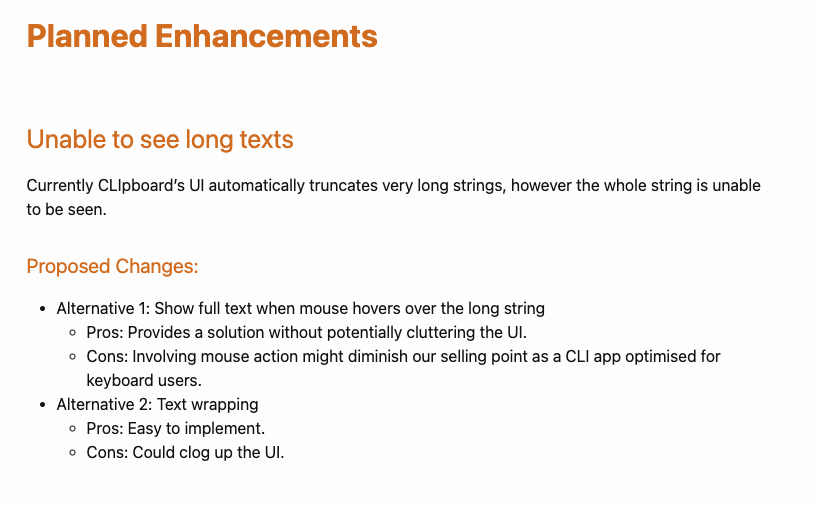 Planned Enhancements
Unable to see long texts
Currently CLIpboard’s UI automatically truncates very long strings, however the whole string is unable
to be seen.
Proposed Changes:
• Alternative 1: Show full text when mouse hovers over the long string
◦ Pros: Provides a solution without potentially cluttering the UI.
◦ Cons: Involving mouse action might diminish our selling point as a CLI app optimised for
keyboard users.
• Alternative 2: Text wrapping
◦ Pros: Easy to implement.
◦ Cons: Could clog up the UI.